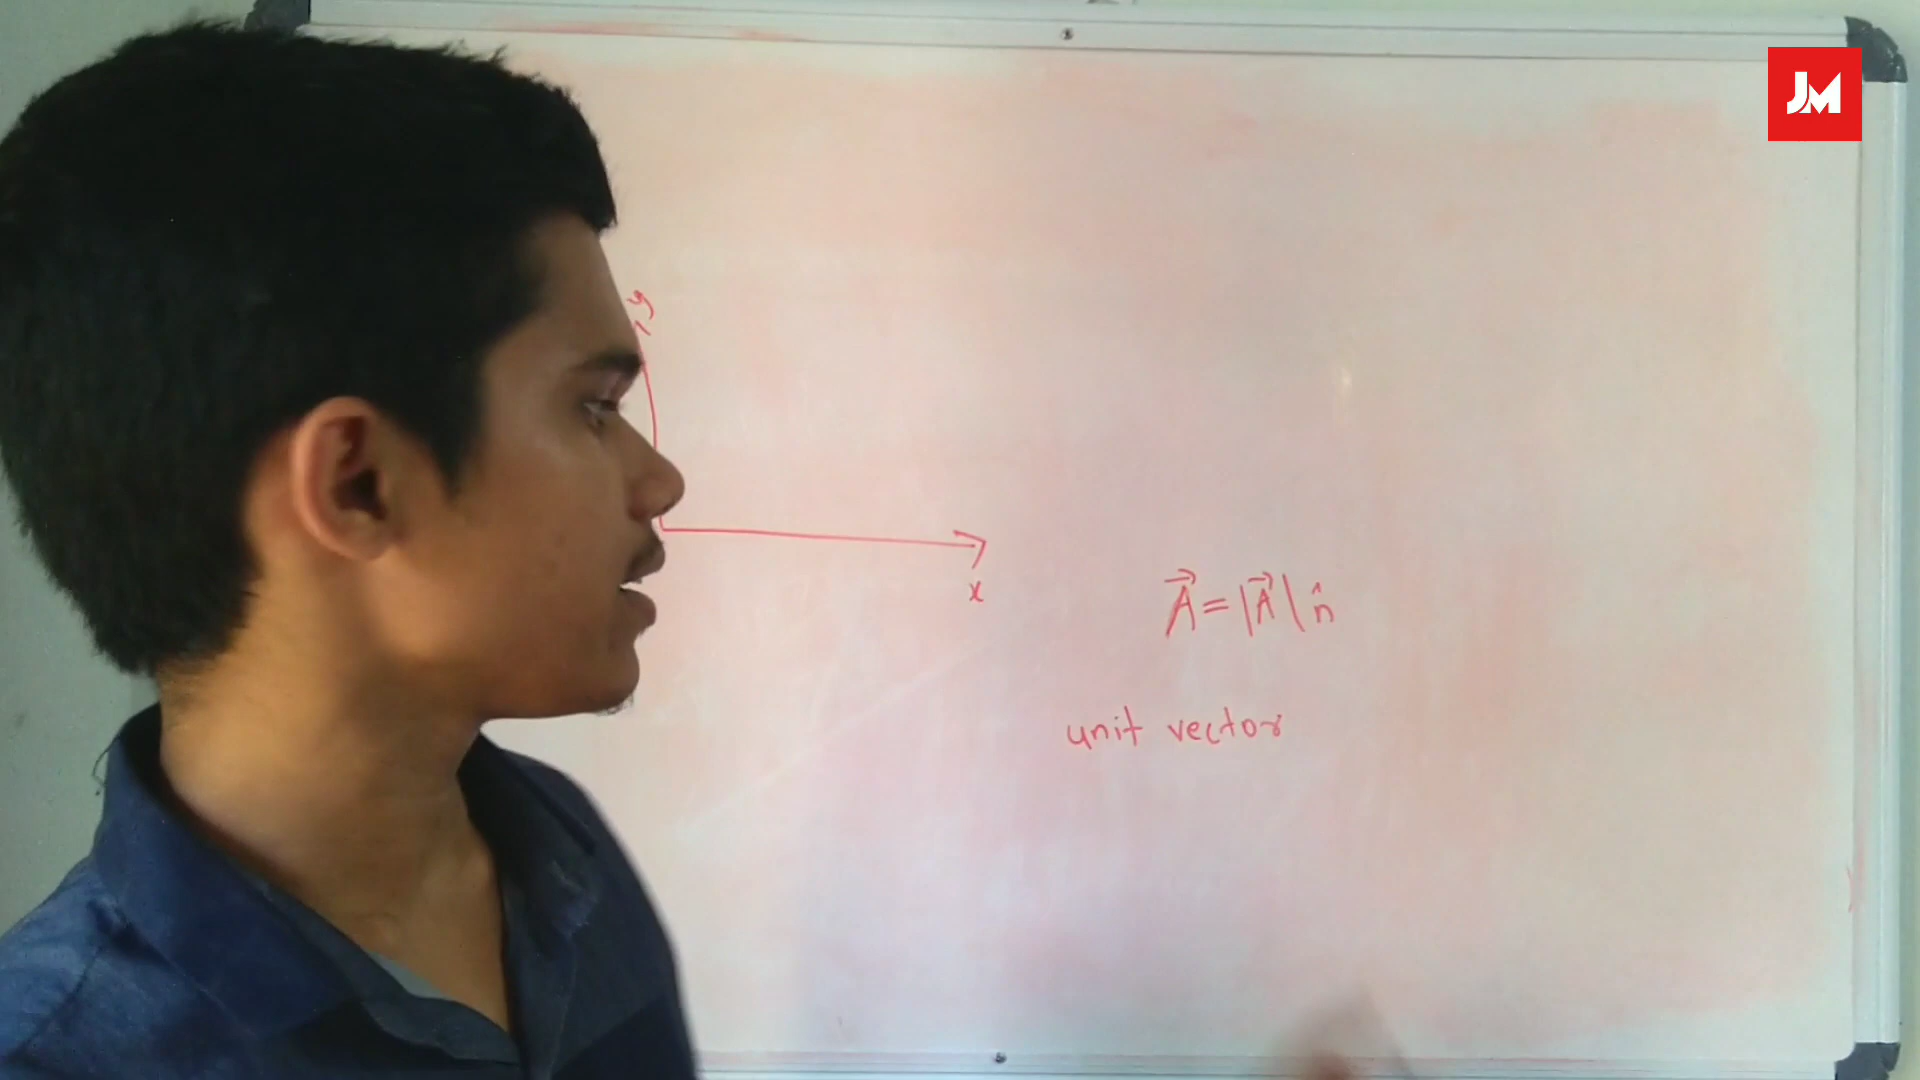 JM
y
x
A⃗ = |A⃗| n̂
unit vector